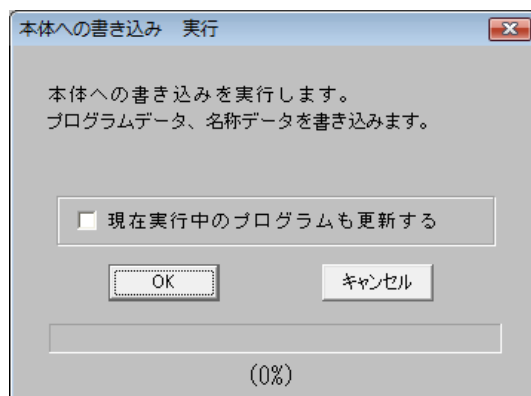 本体への書き込み　実行
本体への書き込みを実行します。
プログラムデータ、名称データを書き込みます。
現在実行中のプログラムも更新する
OK
キャンセル
(0%)